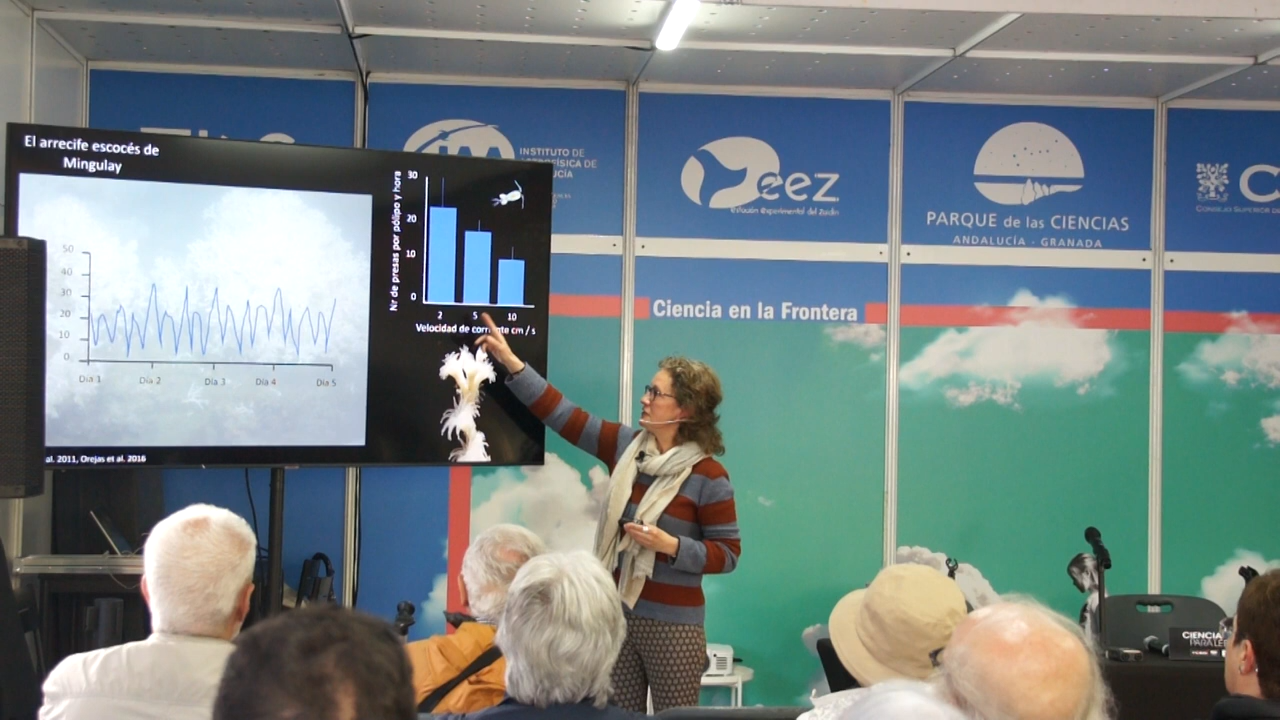 El arrecife escocés de
Mingulay
50
40
30
20
10
0
Día 1
Día 2
Día 3
Día 4
Día 5
al. 2011, Orejas et al. 2016
Nr de presas por pólipo y hora
30
20
10
0
2
5
10
Velocidad de corriente cm / s
INSTITUTO DE
eez
Estación Experimental del Zaidín
PARQUE de las CIENCIAS
ANDALUCÍA - GRANADA
CONSEJO SUPERIOR
Ciencia en la Frontera
CIENCIA